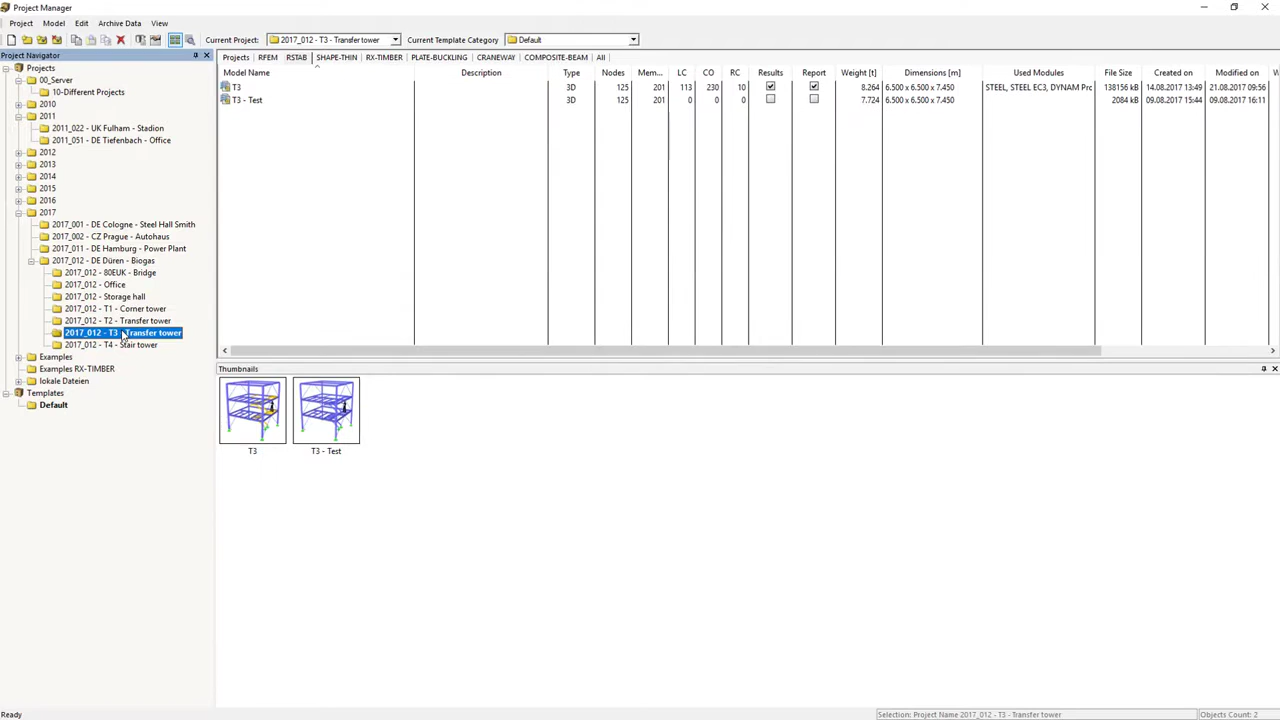 Project Manager
Project Model Edit Archive Data View
Current Project: 2017_012 - T3 - Transfer tower Current Template Category Default
Project Navigator
Projects
00_Server
10-Different Projects
2010
2011
2011_022 - UK Fulham - Stadion
2011_051 - DE Tiefenbach - Office
2012
2013
2014
2015
2016
2017
2017_001 - DE Cologne - Steel Hall Smith
2017_002 - CZ Prague - Autohaus
2017_011 - DE Hamburg - Power Plant
2017_012 - DE Düren - Biogas
2017_012 - 80EUK - Bridge
2017_012 - Office
2017_012 - Storage hall
2017_012 - T1 - Corner tower
2017_012 - T2 - Transfer tower
2017_012 - T3 - Transfer tower
2017_012 - T4 - Stair tower
Examples
Examples RX-TIMBER
lokale Dateien
Templates
Default
Projects RFEM RSTAB SHAPE-THIN RX-TIMBER PLATE-BUCKLING CRANEWAY COMPOSITE-BEAM All
Model Name Description Type Nodes Mem... LC CO RC Results Report Weight [t] Dimensions [m] Used Modules File Size Created on Modified on W
T3 3D 125 201 113 230 10 8.264 6.500 x 6.500 x 7.450 STEEL, STEEL EC3, DYNAM Pro 138156 kB 14.08.2017 13:49 21.08.2017 09:56
T3 - Test 3D 125 201 0 0 0 7.724 6.500 x 6.500 x 7.450 2084 kB 09.08.2017 15:44 09.08.2017 16:11
Thumbnails
T3 T3 - Test
Ready Selection: Project Name 2017_012 - T3 - Transfer tower Objects Count: 2